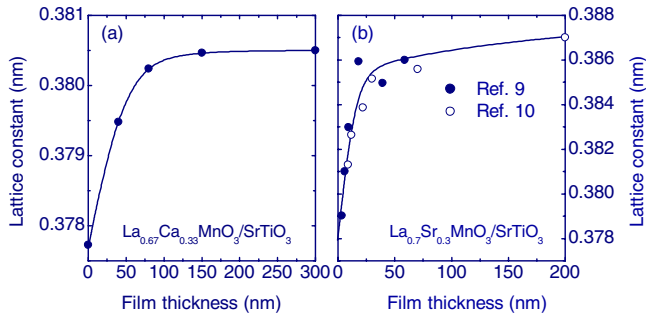 (a)
Lattice constant (nm)
0.381
0.380
0.379
0.378
La0.67Ca0.33MnO3/SrTiO3
0 50 100 150 200 250 300
Film thickness (nm)
(b)
Ref. 9
Ref. 10
La0.7Sr0.3MnO3/SrTiO3
0 50 100 150 200
Film thickness (nm)
0.388
0.386
0.384
0.382
0.380
0.378
Lattice constant (nm)